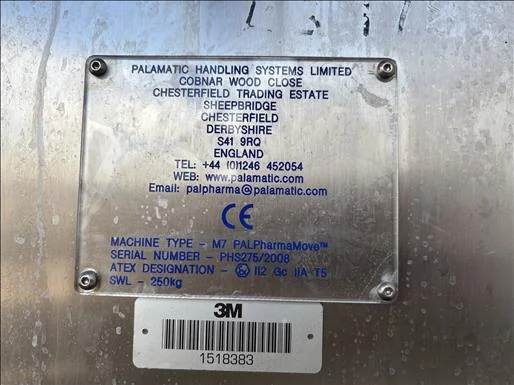 PALAMATIC HANDLING SYSTEMS LIMITED
COBNAR WOOD CLOSE
CHESTERFIELD TRADING ESTATE
SHEEPBRIDGE
CHESTERFIELD
DERBYSHIRE
S41 9RQ
ENGLAND
TEL: +44 (0)1246 452054
WEB: www.palamatic.com
Email: palpharma@palamatic.com
CE
MACHINE TYPE - M7 PALPharmaMove™
SERIAL NUMBER - PHS275/2008
ATEX DESIGNATION - Ex II2 Gc IIA T5
SWL - 250kg
3M
1518383